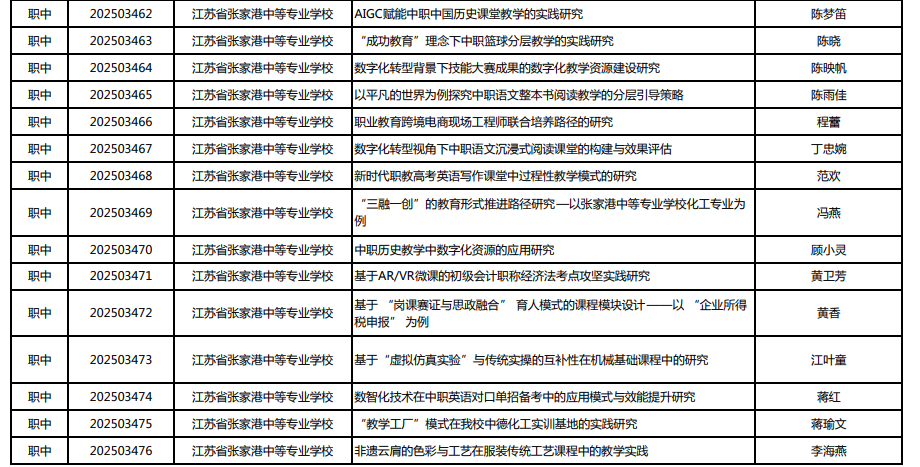 职中 202503462 江苏省张家港中等专业学校 AIGC赋能中职中国历史课堂教学的实践研究 陈梦笛
职中 202503463 江苏省张家港中等专业学校 “成功教育”理念下中职篮球分层教学的实践研究 陈晓
职中 202503464 江苏省张家港中等专业学校 数字化转型背景下技能大赛成果的数字化教学资源建设研究 陈映帆
职中 202503465 江苏省张家港中等专业学校 以平凡的世界为例探究中职语文整本书阅读教学的分层引导策略 陈雨佳
职中 202503466 江苏省张家港中等专业学校 职业教育跨境电商现场工程师联合培养路径的研究 程蕾
职中 202503467 江苏省张家港中等专业学校 数字化转型视角下中职语文沉浸式阅读课堂的构建与效果评估 丁忠婉
职中 202503468 江苏省张家港中等专业学校 新时代职教高考英语写作课堂中过程性教学模式的研究 范欢
职中 202503469 江苏省张家港中等专业学校 “三融一创”的教育形式推进路径研究—以张家港中等专业学校化工专业为
例 冯燕
职中 202503470 江苏省张家港中等专业学校 中职历史教学中数字化资源的应用研究 顾小灵
职中 202503471 江苏省张家港中等专业学校 基于AR/VR微课的初级会计职称经济法考点攻坚实践研究 黄卫芳
职中 202503472 江苏省张家港中等专业学校 基于 “岗课赛证与思政融合” 育人模式的课程模块设计——以 “企业所得
税申报” 为例 黄香
职中 202503473 江苏省张家港中等专业学校 基于“虚拟仿真实验”与传统实操的互补性在机械基础课程中的研究 江叶童
职中 202503474 江苏省张家港中等专业学校 数智化技术在中职英语对口单招备考中的应用模式与效能提升研究 蒋红
职中 202503475 江苏省张家港中等专业学校 “教学工厂”模式在我校中德化工实训基地的实践研究 蒋瑜文
职中 202503476 江苏省张家港中等专业学校 非遗云肩的色彩与工艺在服装传统工艺课程中的教学实践 李海燕